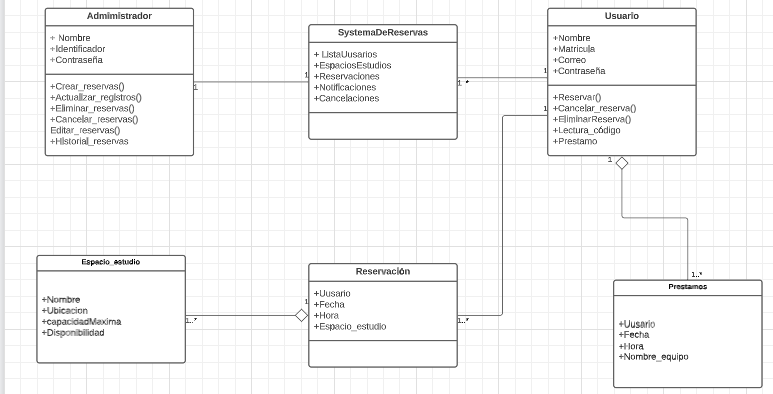 Admimistrador
+ Nombre
+Identificador
+Contraseña
+Crear_reservas()
+Actualizar_registros()
+Eliminar_reservas()
+Cancelar_reservas()
Editar_reservas()
+Historial_reservas
1
1
SystemaDeReservas
+ ListaUusarios
+EspaciosEstudios
+Reservaciones
+Notificaciones
+Cancelaciones
1 *
1
Usuario
+Nombre
+Matricula
+Correo
+Contraseña
+Reservar()
+Cancelar_reserva()
+EliminarReserva()
+Lectura_código
+Prestamo
1
1
Espacio_estudio
+Nombre
+Ubicacion
+capacidadMaxima
+Disponibilidad
1..*
1
Reservación
+Uusario
+Fecha
+Hora
+Espacio_estudio
1..*
1..*
Prestamos
+Uusario
+Fecha
+Hora
+Nombre_equipo